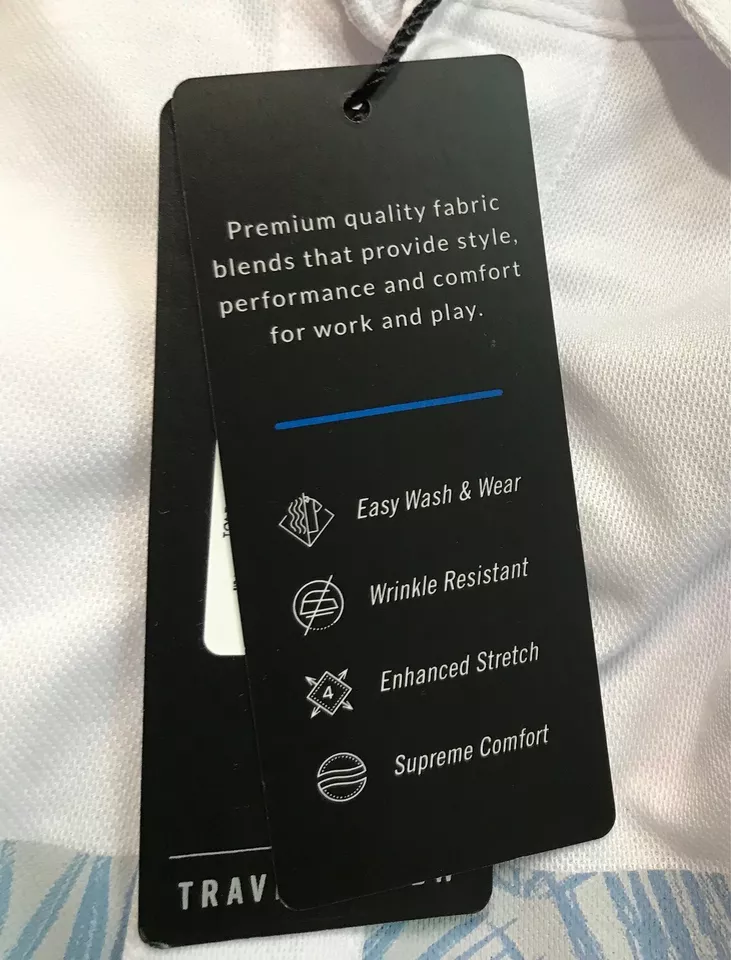 Premium quality fabric
blends that provide style,
performance and comfort
for work and play.
Easy Wash & Wear
Wrinkle Resistant
4
Enhanced Stretch
Supreme Comfort